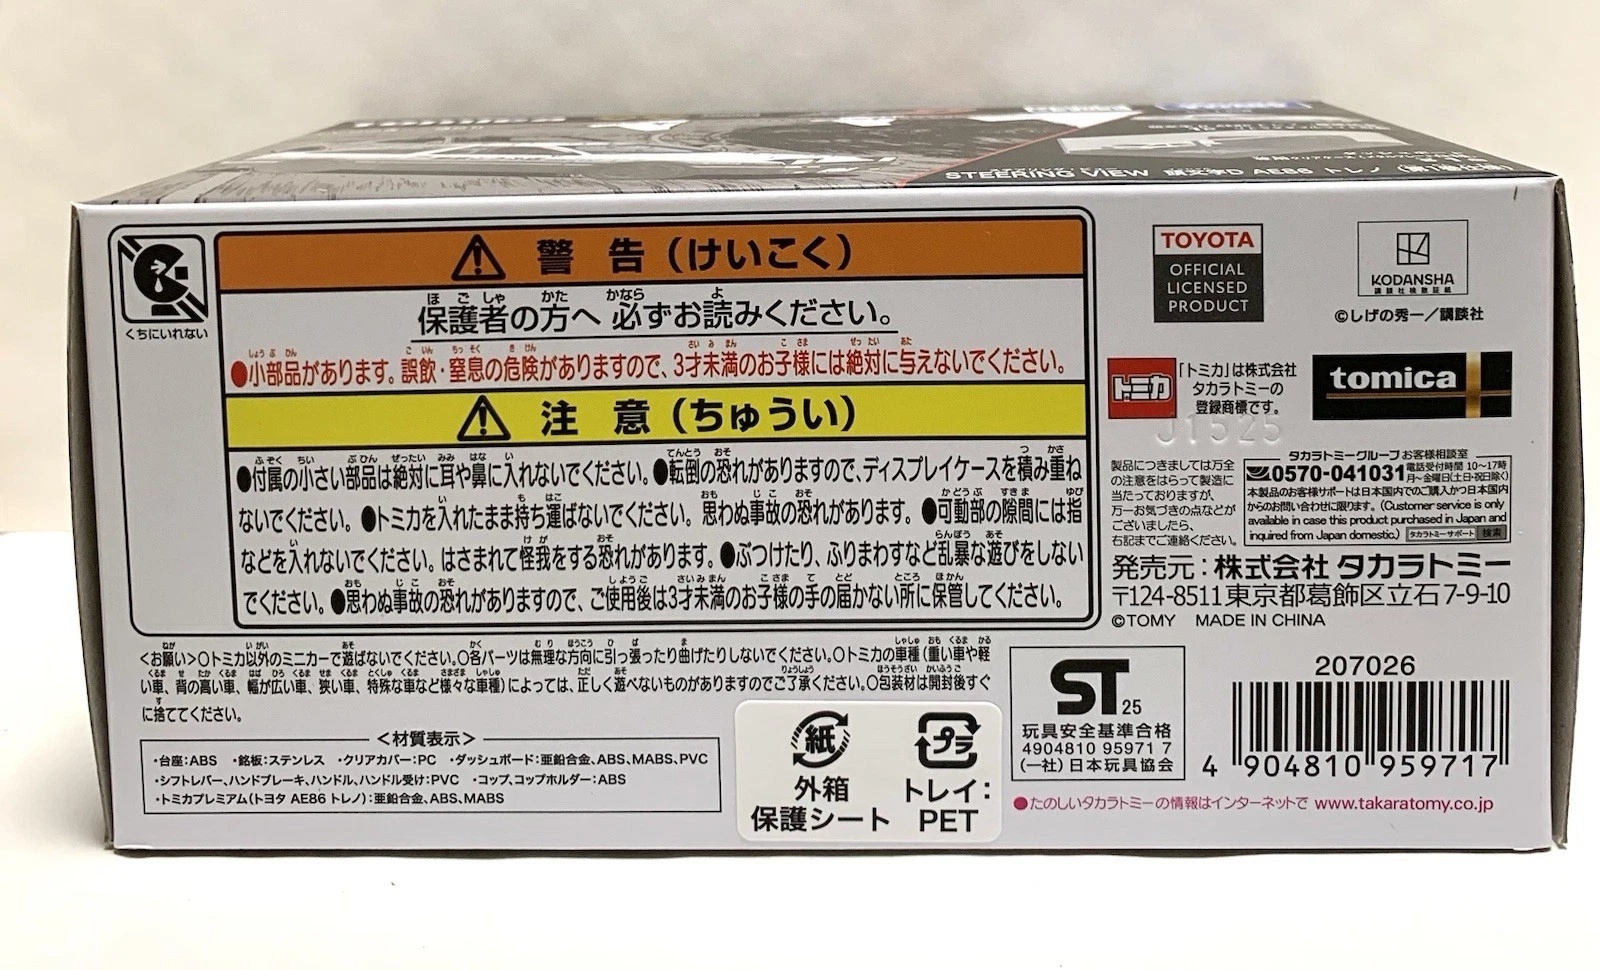 STEERING VIEW 頭文字D AE86 トレノ
くちにいれない
警告(けいこく)
保護者の方へ 必ずお読みください。
●小部品があります。誤飲・窒息の危険がありますので、3才未満のお子様には絶対に与えないでください。
注意(ちゅうい)
●付属の小さい部品は絶対に耳や鼻に入れないでください。●転倒の恐れがありますので、ディスプレイケースを積み重ね
ないでください。●トミカを入れたまま持ち運ばないでください。思わぬ事故の恐れがあります。●可動部の隙間には指
などを入れないでください。はさまれて怪我をする恐れがあります。●ぶつけたり、ふりまわすなど乱暴な遊びをしない
でください。●思わぬ事故の恐れがありますので、ご使用後は3才未満のお子様の手の届かない所に保管してください。
<お願い>○トミカ以外のミニカーで遊ばないでください。○各パーツは無理な方向に引っ張ったり曲げたりしないでください。○トミカの車種(重い車や軽
い車、背の高い車、幅が広い車、狭い車、特殊な車など様々な車種)によっては、正しく遊べないものがありますのでご了承ください。○包装材は開封後すぐ
に捨ててください。
<材質表示>
・台座:ABS ・銘板:ステンレス ・クリアカバー:PC ・ダッシュボード:亜鉛合金、ABS、MABS、PVC
・シフトレバー、ハンドブレーキ、ハンドル、ハンドル受け:PVC ・コップ、コップホルダー:ABS
・トミカプレミアム(トヨタ AE86 トレノ):亜鉛合金、ABS、MABS
紙
外箱
保護シート
プラ
トレイ:
PET
TOYOTA
OFFICIAL
LICENSED
PRODUCT
KODANSHA
講談社検数証紙
©しげの秀一/講談社
トミカ
「トミカ」は株式会社
タカラトミーの
登録商標です。
tomica
J1525
製品につきましては万全
の注意をはらって製造に
当たっておりますが、
万一お気づきの点などが
ございましたら、
右記までご連絡ください。
タカラトミーグループお客様相談室
0570-041031 電話受付時間 10〜17時
月〜金曜日(土・日・祝日除く)
本製品のお客様サポートは日本国内でのご購入かつ日本国内
からのお問い合わせに限ります。(Customer service is only
available in case this product purchased in Japan and
inquired from Japan domestic.) タカラトミーサポート 検索
発売元:株式会社 タカラトミー
〒124-8511東京都葛飾区立石7-9-10
©TOMY MADE IN CHINA
ST 25
玩具安全基準合格
4904810 95971 7
(一社)日本玩具協会
207026
4 904810 959717
●たのしいタカラトミーの情報はインターネットで www.takaratomy.co.jp